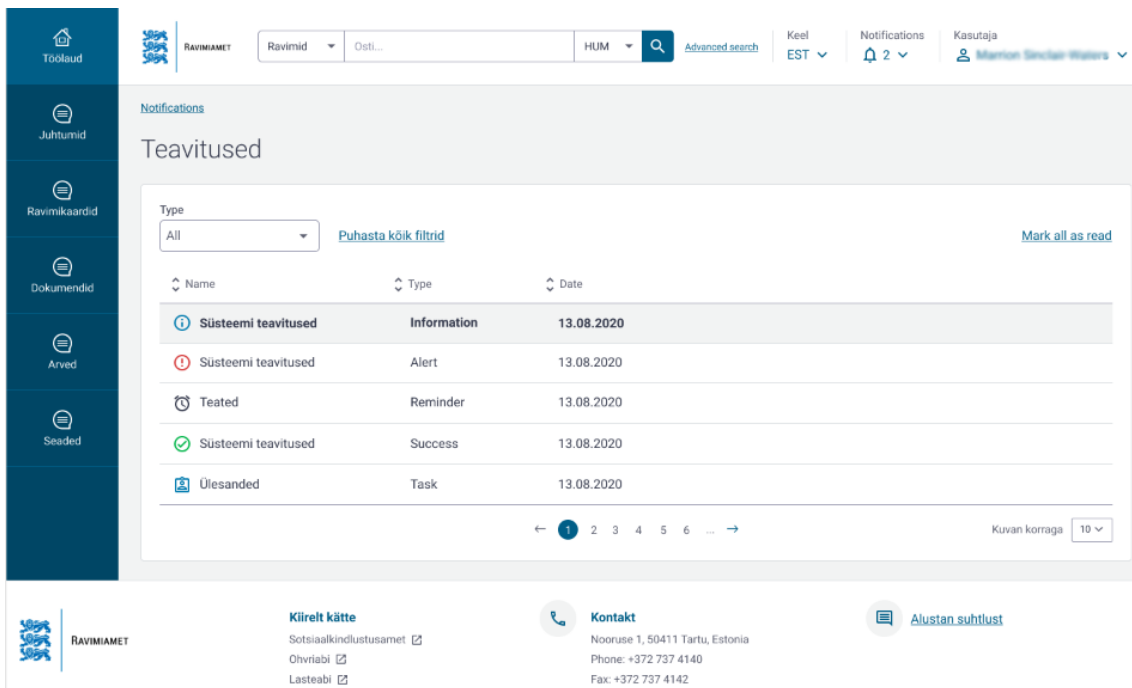 Töölaud
Juhtumid
Ravimikaardid
Dokumendid
Arved
Seaded
RAVIMIAMET
Ravimid
Osti...
HUM
Advanced search
Keel
EST
Notifications
2
Kasutaja
Notifications
Teavitused
Type
All
Puhasta kõik filtrid
Mark all as read
Name Type Date
Süsteemi teavitused Information 13.08.2020
Süsteemi teavitused Alert 13.08.2020
Teated Reminder 13.08.2020
Süsteemi teavitused Success 13.08.2020
Ülesanded Task 13.08.2020
← 1 2 3 4 5 6 ... →
Kuvan korraga 10
RAVIMIAMET
Kiirelt kätte
Sotsiaalkindlustusamet
Ohvriabi
Lasteabi
Kontakt
Nooruse 1, 50411 Tartu, Estonia
Phone: +372 737 4140
Fax: +372 737 4142
Alustan suhtlust